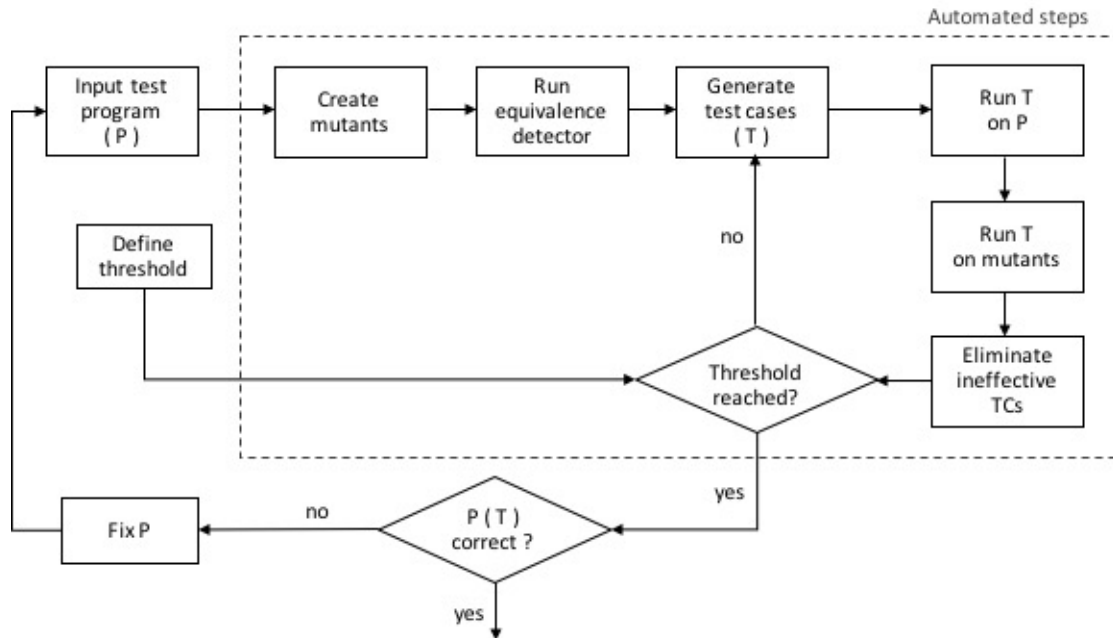 Automated steps
Input test
program
( P )
Create
mutants
Run
equivalence
detector
Generate
test cases
( T )
Run T
on P
Define
threshold
no
Run T
on mutants
Threshold
reached?
Eliminate
ineffective
TCs
yes
Fix P
no
P ( T )
correct ?
yes